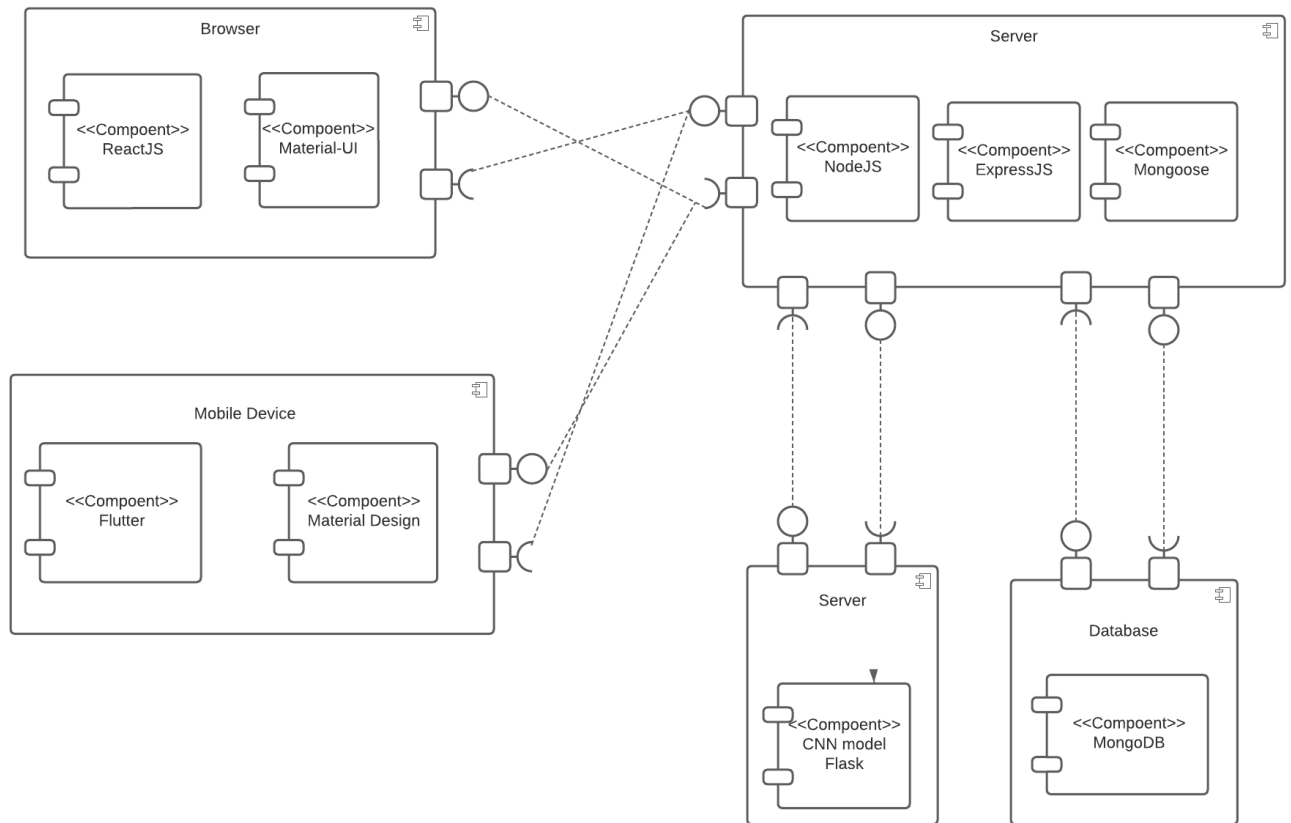 Browser
<<Compoent>>
ReactJS
<<Compoent>>
Material-UI
Server
<<Compoent>>
NodeJS
<<Compoent>>
ExpressJS
<<Compoent>>
Mongoose
Mobile Device
<<Compoent>>
Flutter
<<Compoent>>
Material Design
Server
<<Compoent>>
CNN model
Flask
Database
<<Compoent>>
MongoDB